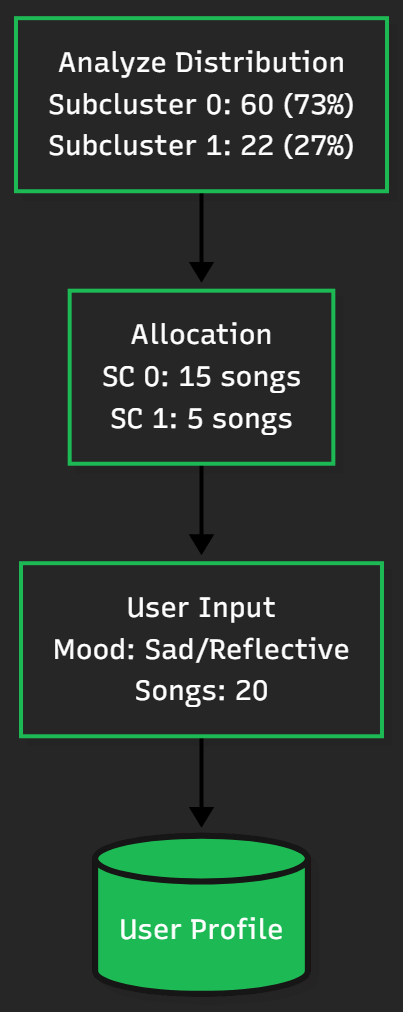 Analyze Distribution
Subcluster 0: 60 (73%)
Subcluster 1: 22 (27%)
Allocation
SC 0: 15 songs
SC 1: 5 songs
User Input
Mood: Sad/Reflective
Songs: 20
User Profile